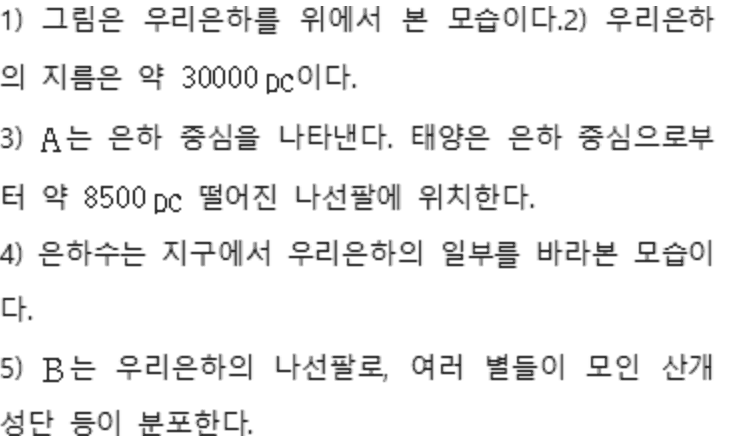 1) 그림은 우리은하를 위에서 본 모습이다.2) 우리은하
의 지름은 약 30000 pc이다.
3) A는 은하 중심을 나타낸다. 태양은 은하 중심으로부
터 약 8500 pc 떨어진 나선팔에 위치한다.
4) 은하수는 지구에서 우리은하의 일부를 바라본 모습이
다.
5) B는 우리은하의 나선팔로, 여러 별들이 모인 산개
성단 등이 분포한다.